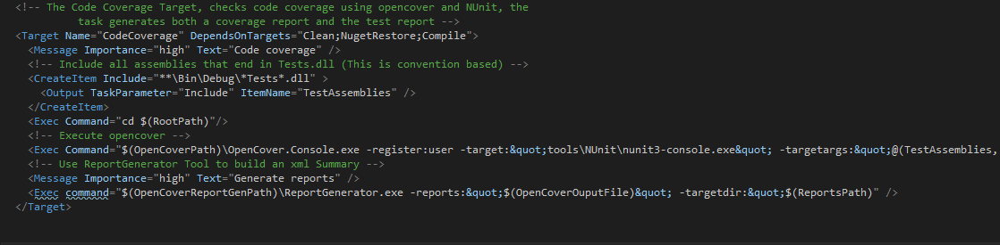 <!-- The Code Coverage Target, checks code coverage using opencover and NUnit, the
task generates both a coverage report and the test report -->
<Target Name="CodeCoverage" DependsOnTargets="Clean;NugetRestore;Compile">
<Message Importance="high" Text="Code coverage" />
<!-- Include all assemblies that end in Tests.dll (This is convention based) -->
<CreateItem Include="**\Bin\Debug\*Tests*.dll" >
<Output TaskParameter="Include" ItemName="TestAssemblies" />
</CreateItem>
<Exec Command="cd $(RootPath)"/>
<!-- Execute opencover -->
<Exec Command="$(OpenCoverPath)\OpenCover.Console.exe -register:user -target:&quot;tools\NUnit\nunit3-console.exe&quot; -targetargs:&quot;@(TestAssemblies,
<!-- Use ReportGenerator Tool to build an xml Summary -->
<Message Importance="high" Text="Generate reports" />
<Exec command="$(OpenCoverReportGenPath)\ReportGenerator.exe -reports:&quot;$(OpenCoverOuputFile)&quot; -targetdir:&quot;$(ReportsPath)" />
</Target>